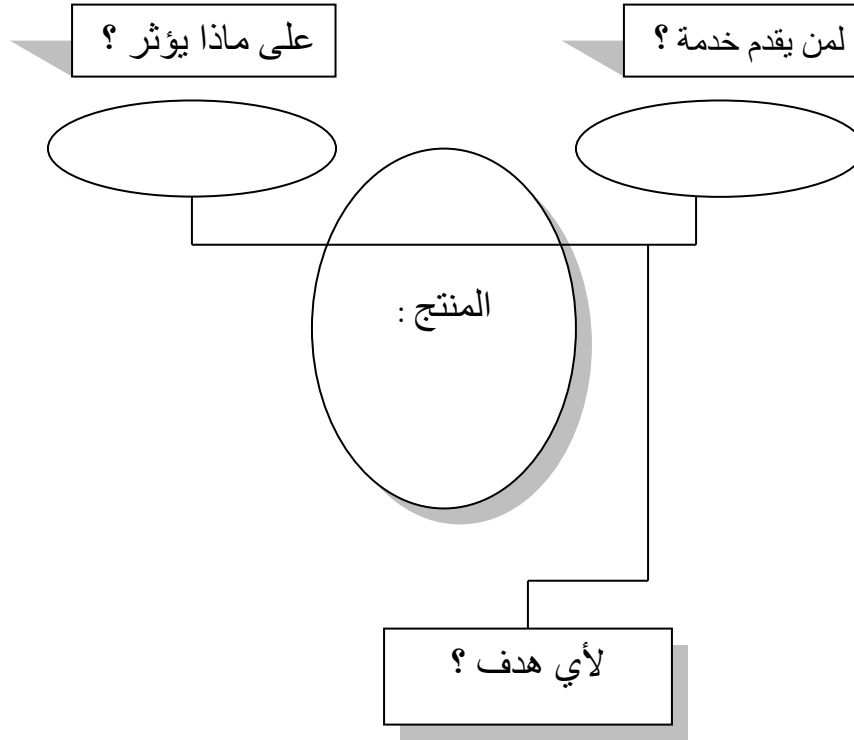 لمن يقدم خدمة ؟
على ماذا يؤثر ؟
المنتج :
لأي هدف ؟